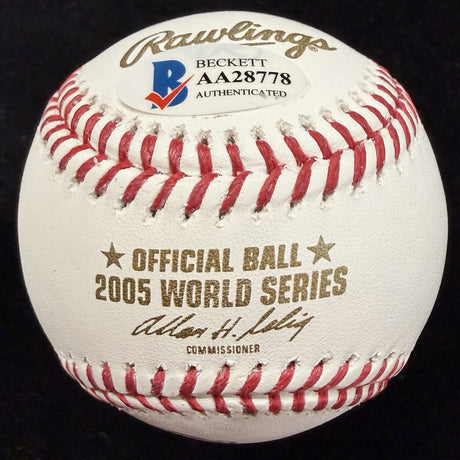 Rawlings
BECKETT
B
AA28778
AUTHENTICATED
★ OFFICIAL BALL ★
2005 WORLD SERIES
Allan H. Selig
COMMISSIONER